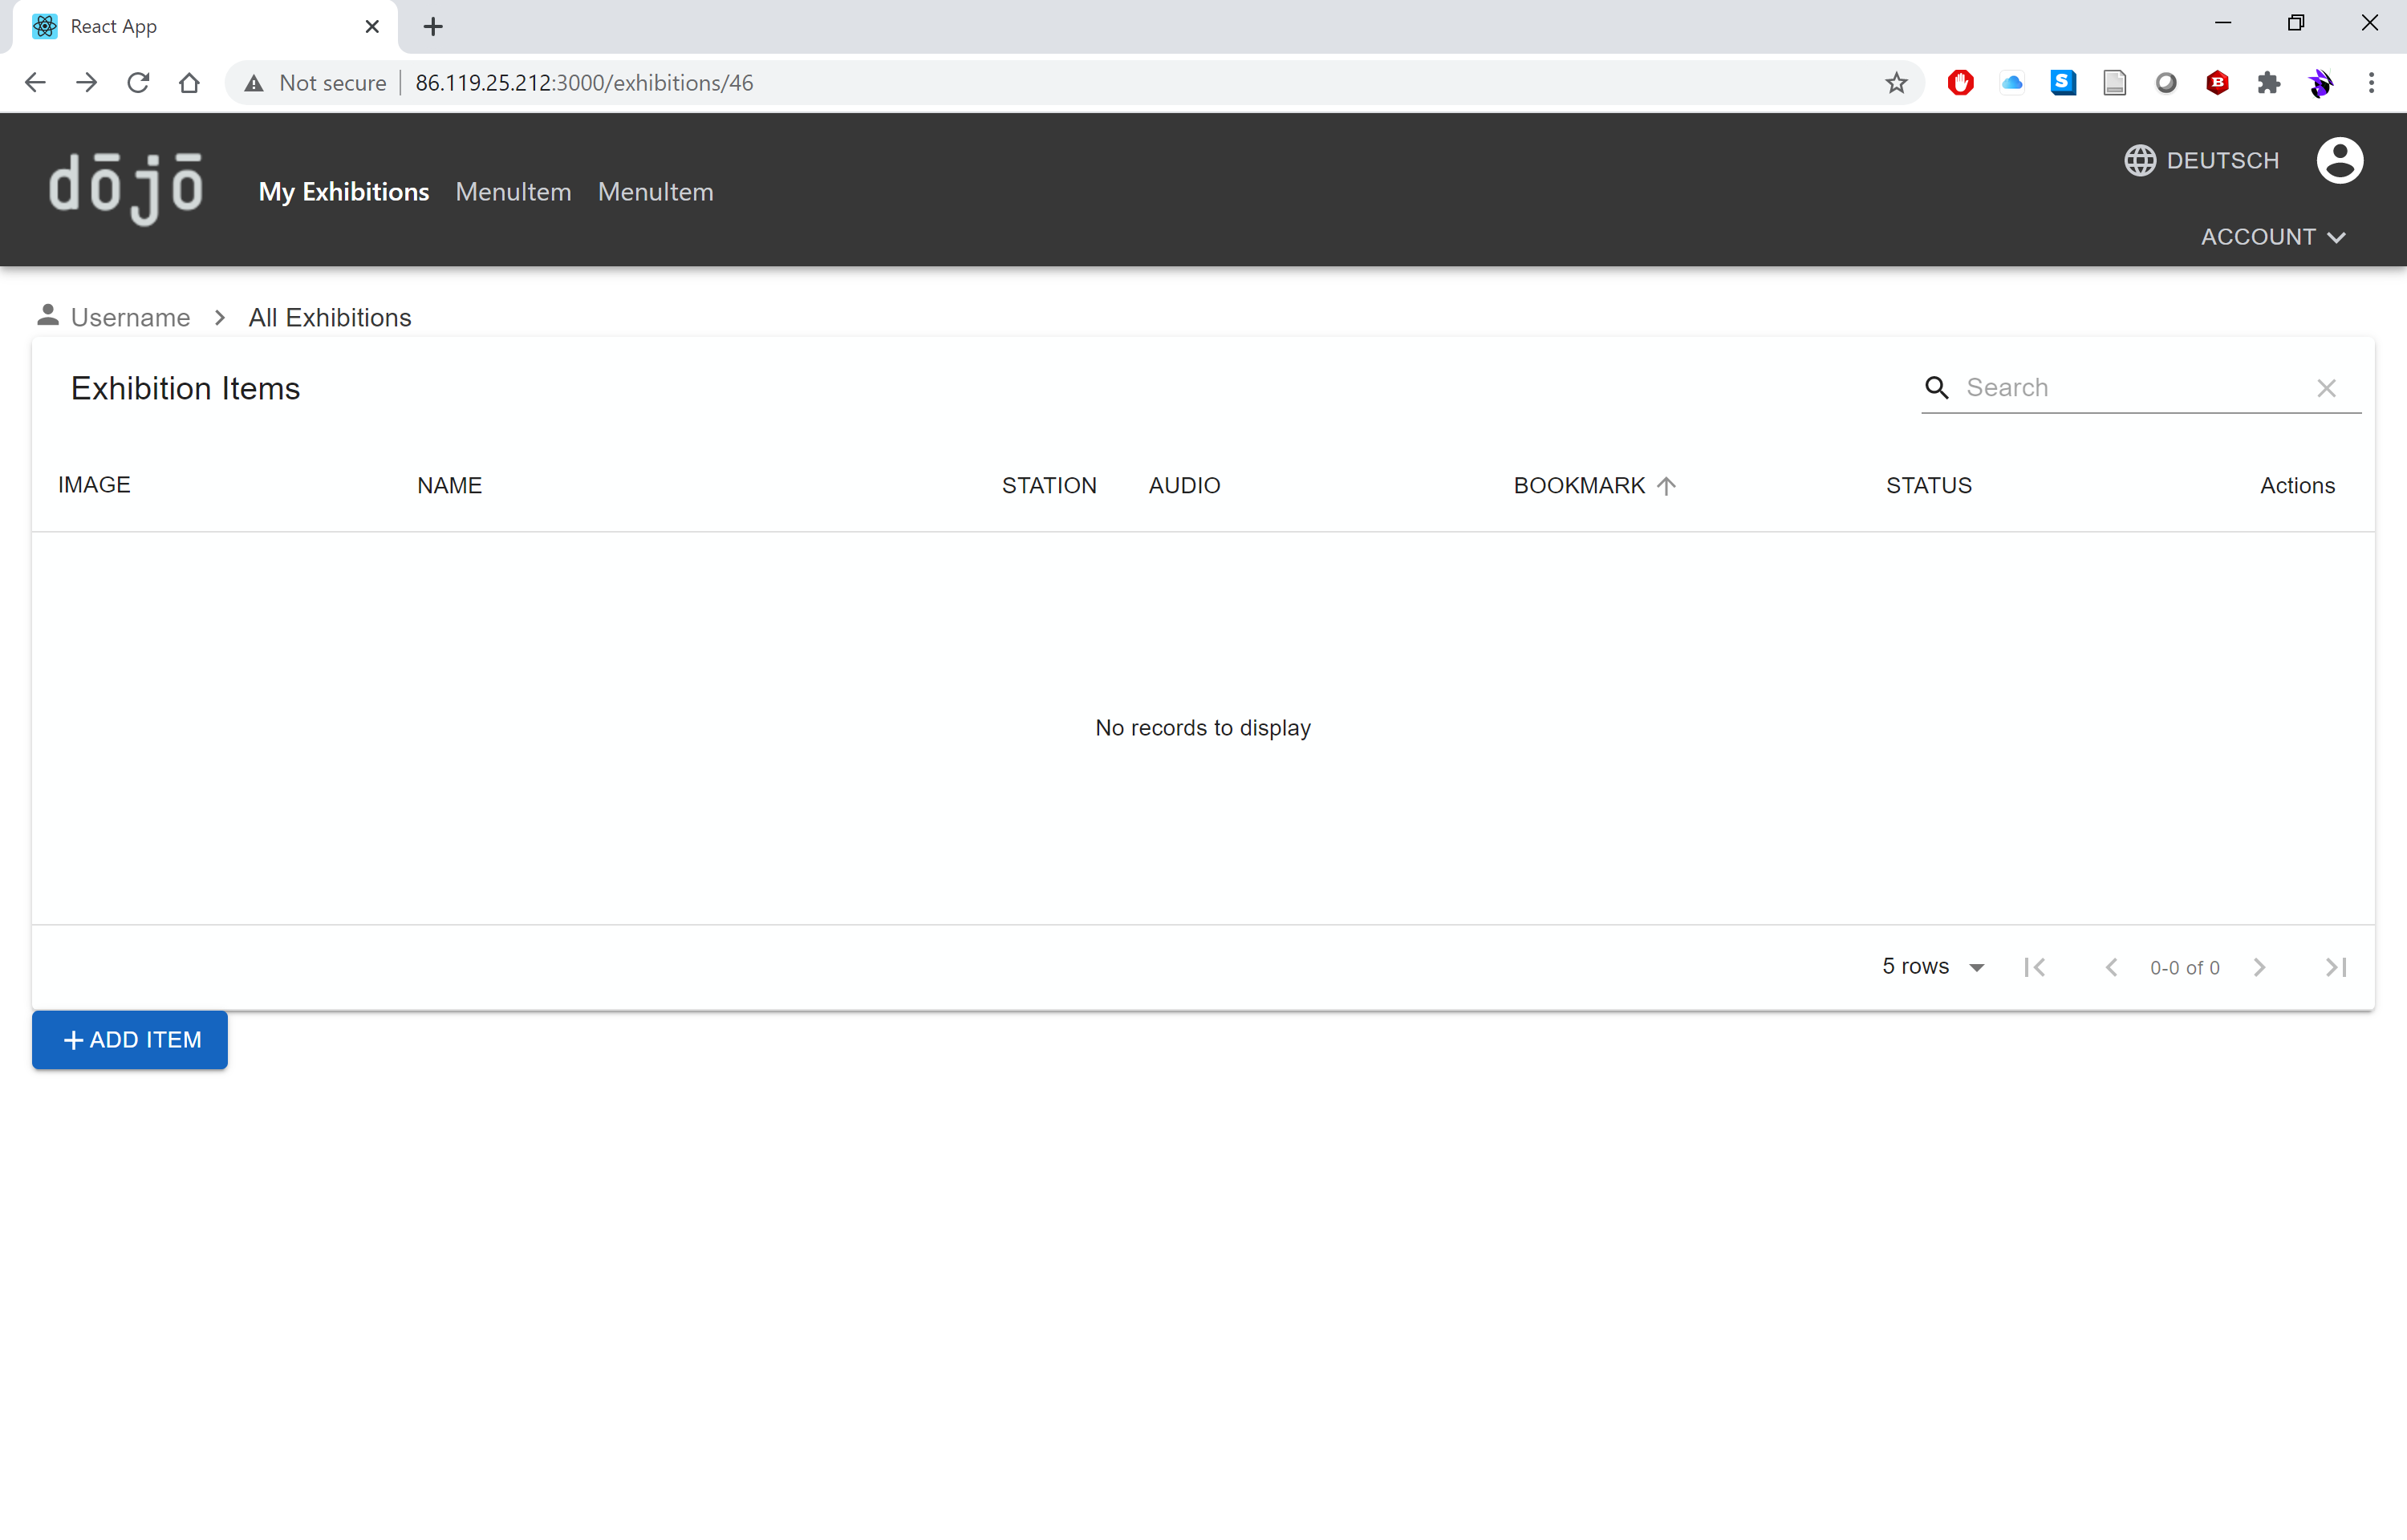 React App
Not secure 86.119.25.212:3000/exhibitions/46
S
B
dōjō
My Exhibitions MenuItem MenuItem
DEUTSCH
ACCOUNT
Username All Exhibitions
Exhibition Items
Search
IMAGE NAME STATION AUDIO BOOKMARK STATUS Actions
No records to display
5 rows 0-0 of 0
ADD ITEM